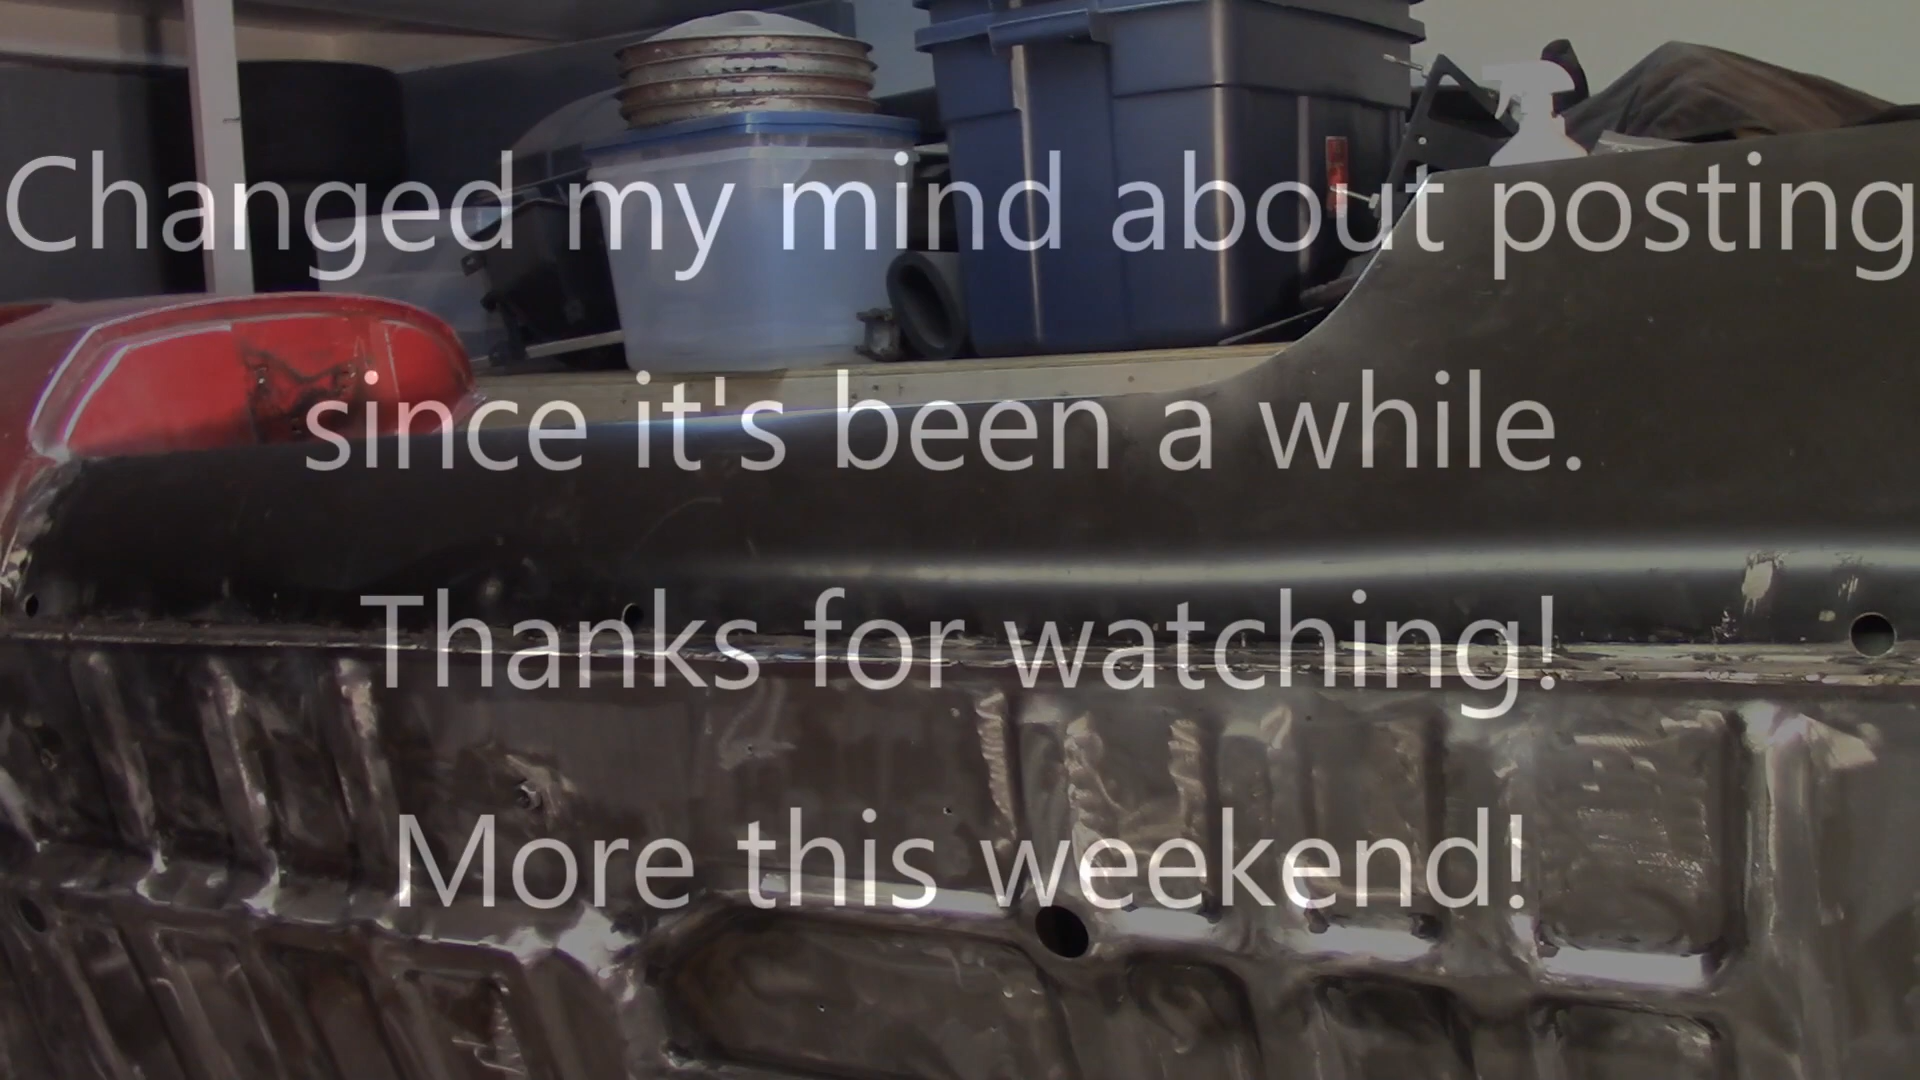 Changed my mind about posting
since it's been a while.
Thanks for watching!
More this weekend!